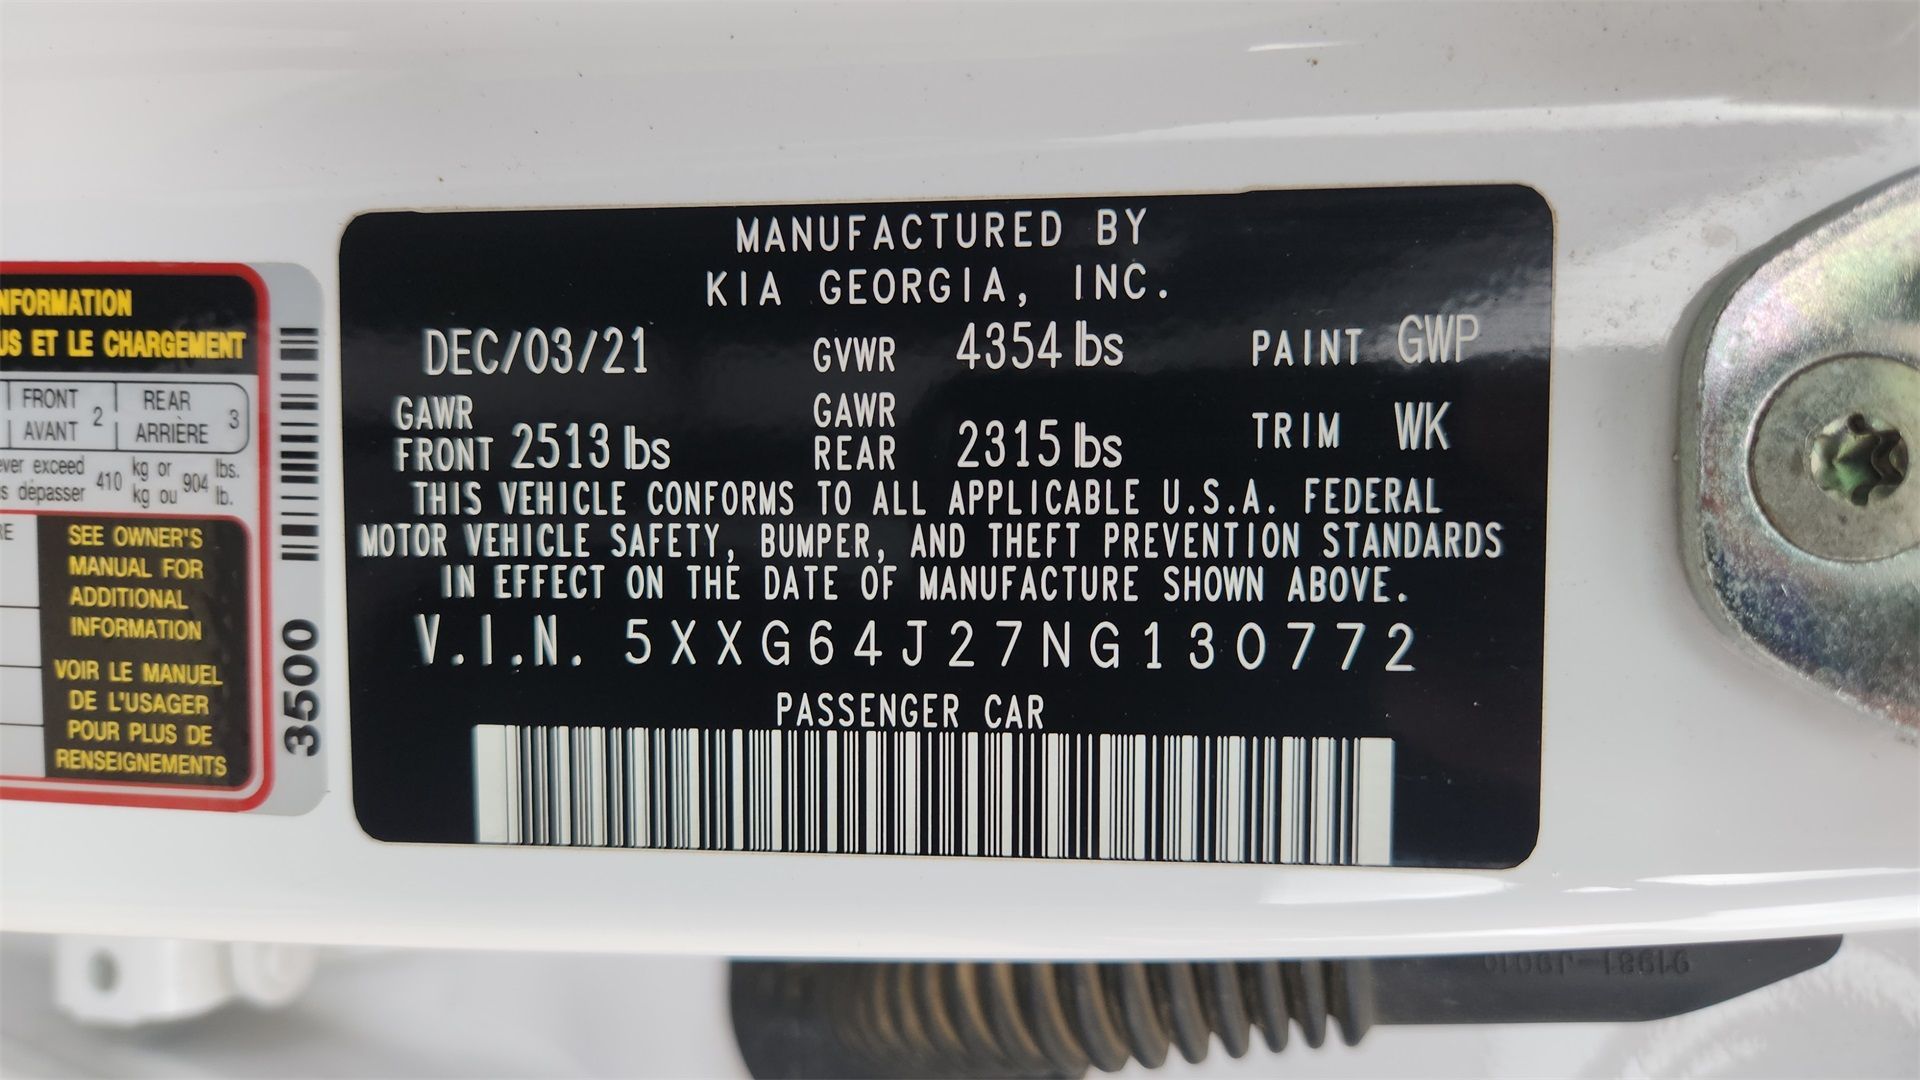 NFORMATION
US ET LE CHARGEMENT
FRONT 2 REAR 3
AVANT ARRIÈRE
ever exceed 410 kg or 904 lbs.
s dépasser kg ou lb.
RE
SEE OWNER'S
MANUAL FOR
ADDITIONAL
INFORMATION
VOIR LE MANUEL
DE L'USAGER
POUR PLUS DE
RENSEIGNEMENTS
3500
MANUFACTURED BY
KIA GEORGIA, INC.
DEC/03/21 GVWR 4354 lbs PAINT GWP
GAWR GAWR
FRONT 2513 lbs REAR 2315 lbs TRIM WK
THIS VEHICLE CONFORMS TO ALL APPLICABLE U.S.A. FEDERAL
MOTOR VEHICLE SAFETY, BUMPER, AND THEFT PREVENTION STANDARDS
IN EFFECT ON THE DATE OF MANUFACTURE SHOWN ABOVE.
V.I.N. 5XXG64J27NG130772
PASSENGER CAR